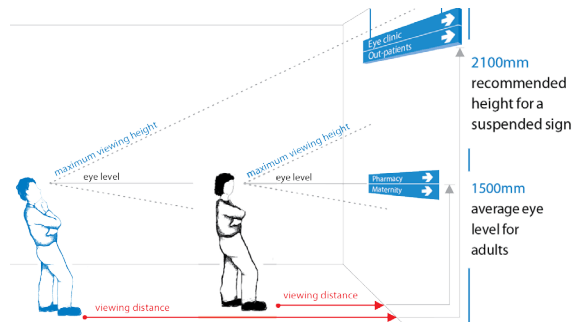 Eye clinic
Out-patients
2100mm
recommended
height for a
suspended sign
maximum viewing height
maximum viewing height
eye level
eye level
Pharmacy
Maternity
1500mm
average eye
level for
adults
viewing distance
viewing distance